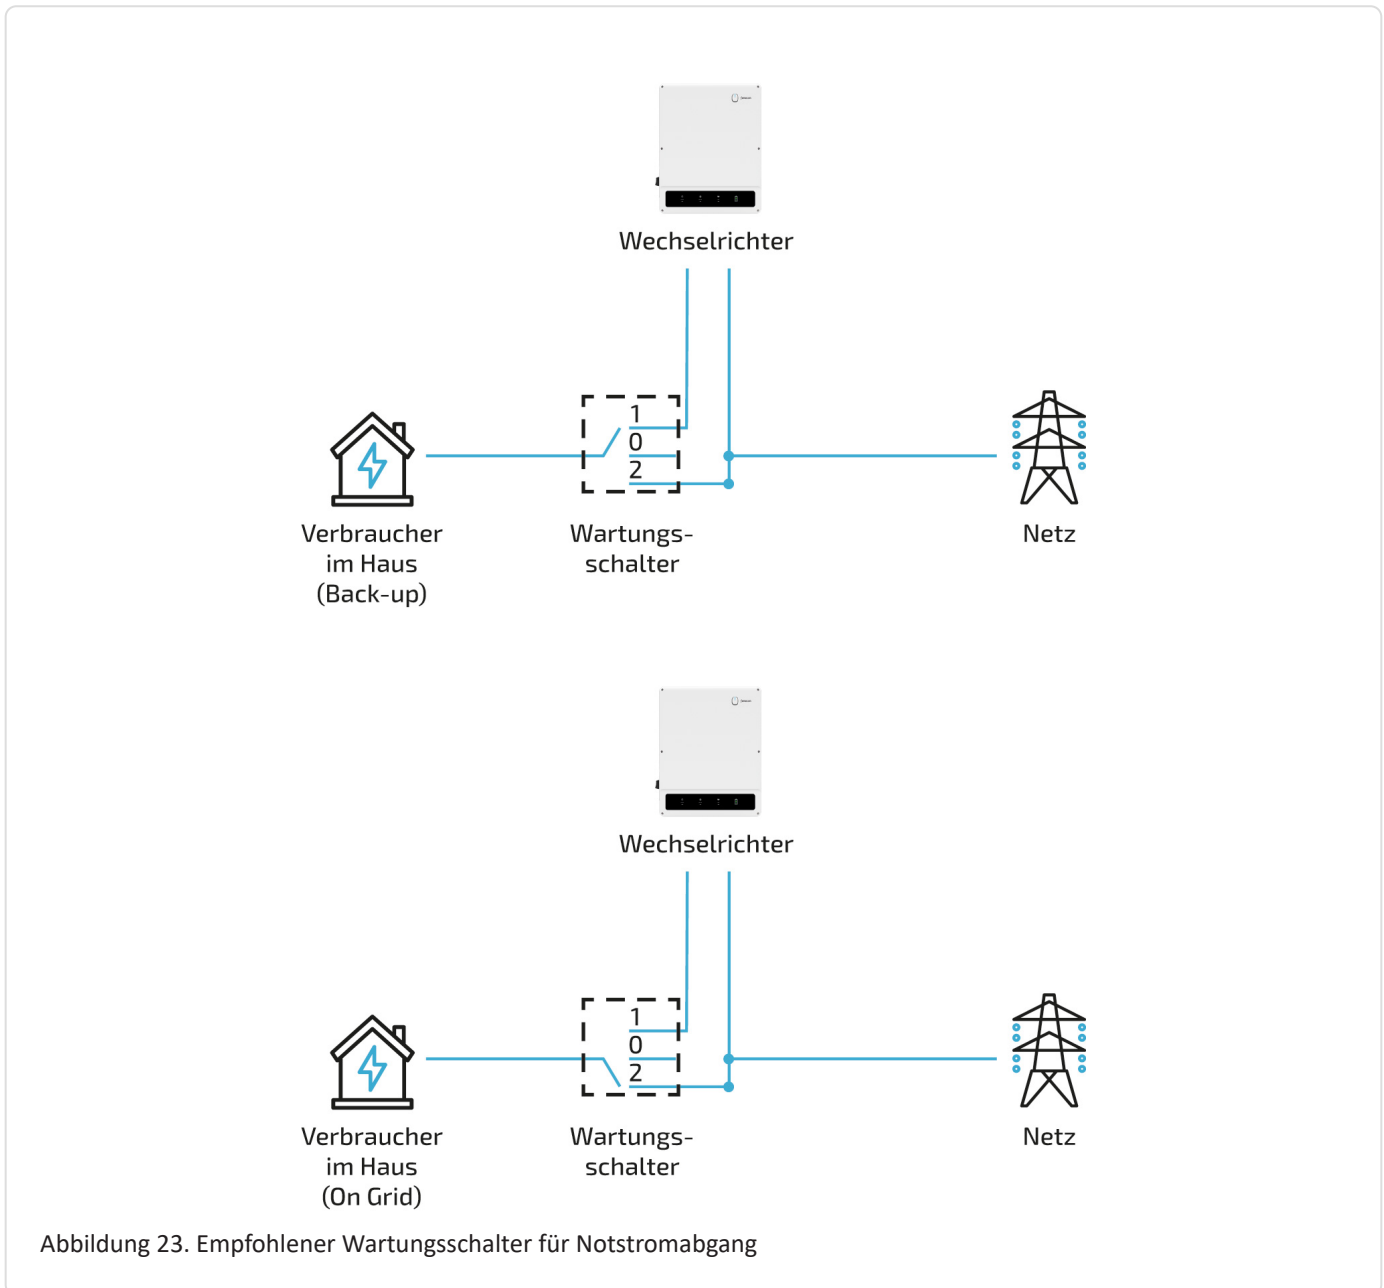 Wechselrichter
1
0
2
Verbraucher
im Haus
(Back-up)
Wartungs-
schalter
Netz
Wechselrichter
1
0
2
Verbraucher
im Haus
(On Grid)
Wartungs-
schalter
Netz
Abbildung 23. Empfohlener Wartungsschalter für Notstromabgang